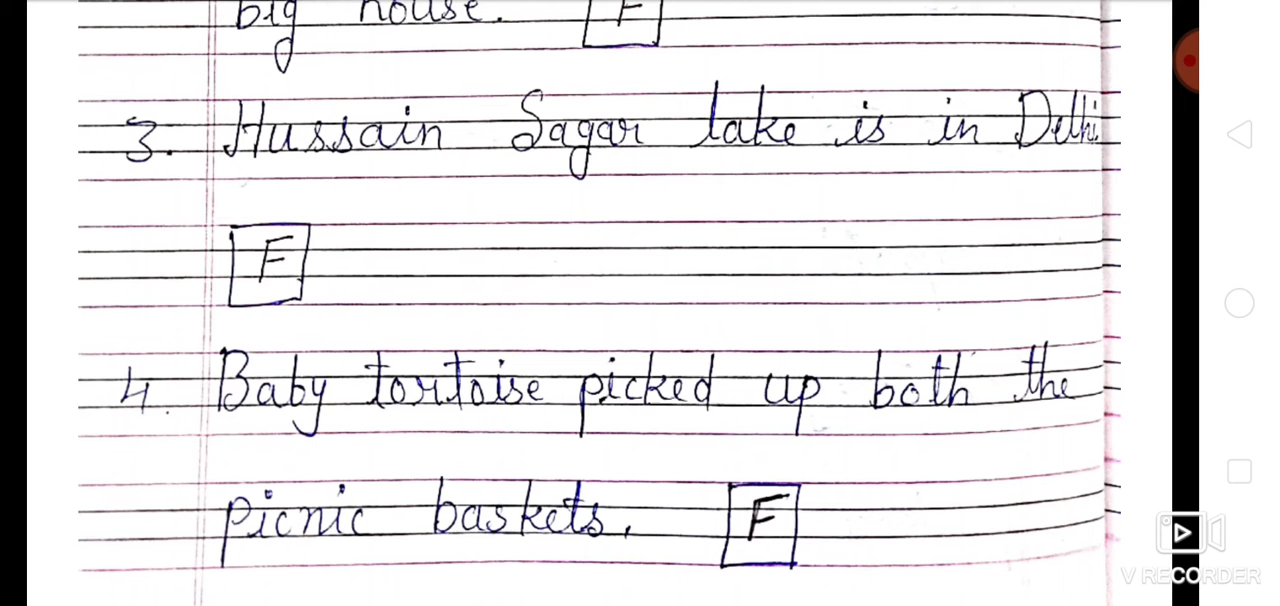 big house. F
3. Hussain Sagar lake is in Delhi.
F
4. Baby tortoise picked up both the
picnic baskets. F
V RECORDER